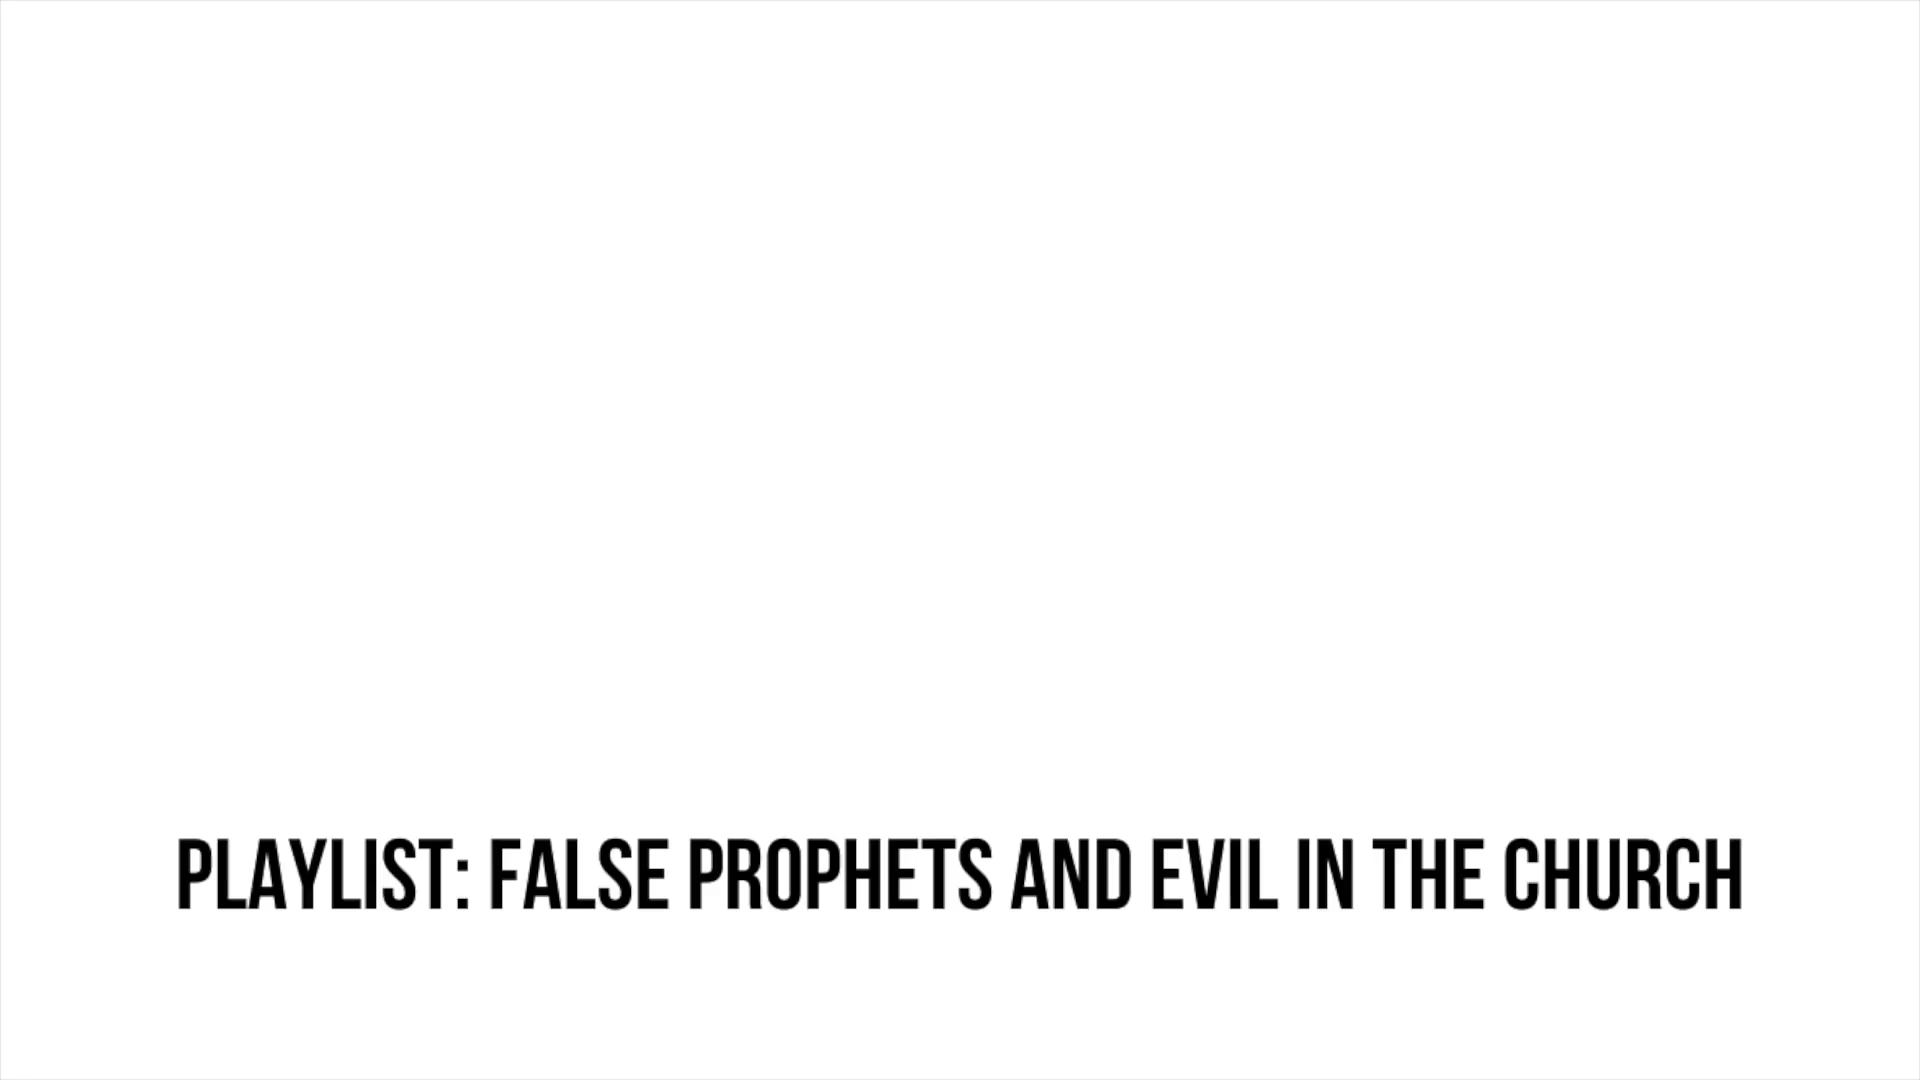 PLAYLIST: FALSE PROPHETS AND EVIL IN THE CHURCH